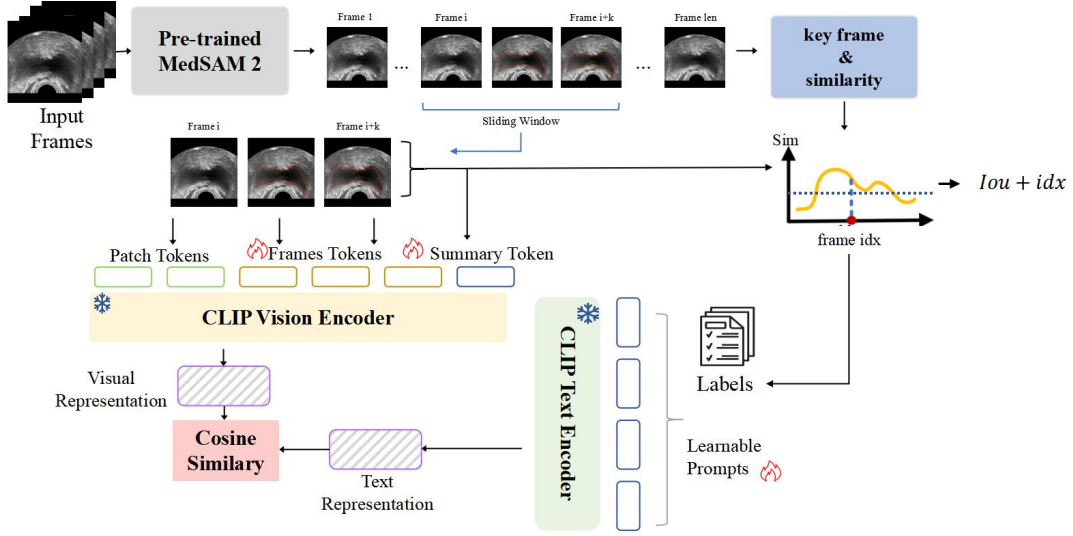 Input
Frames
Pre-trained
MedSAM 2
Frame 1
Frame i
Frame i+k
Frame len
...
...
key frame
&
similarity
Sliding Window
Frame i
Frame i+k
Sim
Iou + idx
frame idx
Patch Tokens
Frames Tokens
Summary Token
CLIP Vision Encoder
CLIP Text Encoder
Labels
Visual
Representation
Cosine
Similary
Text
Representation
Learnable
Prompts